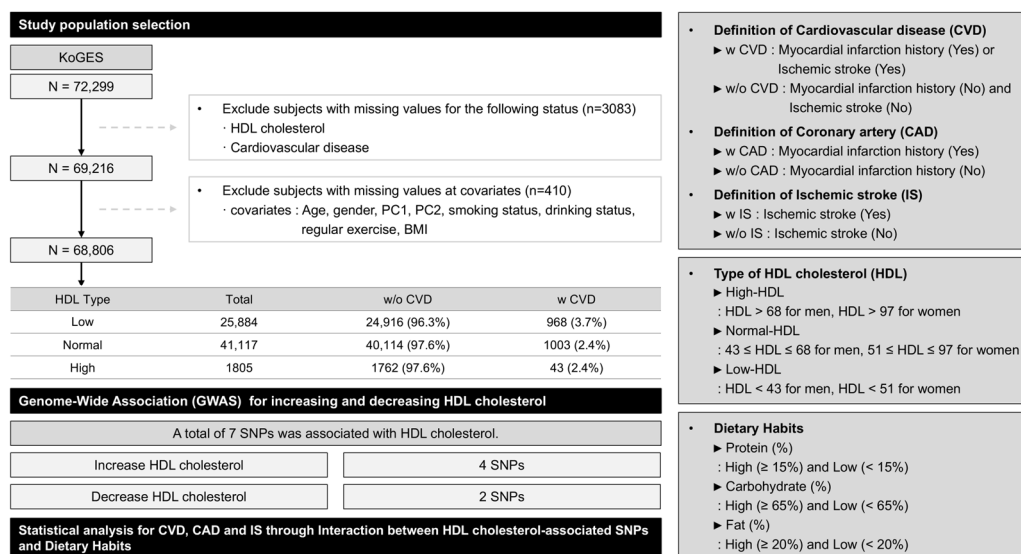 Study population selection
KoGES
N = 72,299
• Exclude subjects with missing values for the following status (n=3083)
· HDL cholesterol
· Cardiovascular disease
N = 69,216
• Exclude subjects with missing values at covariates (n=410)
· covariates : Age, gender, PC1, PC2, smoking status, drinking status,
regular exercise, BMI
N = 68,806
HDL Type Total w/o CVD w CVD
Low 25,884 24,916 (96.3%) 968 (3.7%)
Normal 41,117 40,114 (97.6%) 1003 (2.4%)
High 1805 1762 (97.6%) 43 (2.4%)
Genome-Wide Association (GWAS) for increasing and decreasing HDL cholesterol
A total of 7 SNPs was associated with HDL cholesterol.
Increase HDL cholesterol 4 SNPs
Decrease HDL cholesterol 2 SNPs
Statistical analysis for CVD, CAD and IS through Interaction between HDL cholesterol-associated SNPs
and Dietary Habits
• Definition of Cardiovascular disease (CVD)
► w CVD : Myocardial infarction history (Yes) or
Ischemic stroke (Yes)
► w/o CVD : Myocardial infarction history (No) and
Ischemic stroke (No)
• Definition of Coronary artery (CAD)
► w CAD : Myocardial infarction history (Yes)
► w/o CAD : Myocardial infarction history (No)
• Definition of Ischemic stroke (IS)
► w IS : Ischemic stroke (Yes)
► w/o IS : Ischemic stroke (No)
• Type of HDL cholesterol (HDL)
► High-HDL
: HDL > 68 for men, HDL > 97 for women
► Normal-HDL
: 43 ≤ HDL ≤ 68 for men, 51 ≤ HDL ≤ 97 for women
► Low-HDL
: HDL < 43 for men, HDL < 51 for women
• Dietary Habits
► Protein (%)
: High (≥ 15%) and Low (< 15%)
► Carbohydrate (%)
: High (≥ 65%) and Low (< 65%)
► Fat (%)
: High (≥ 20%) and Low (< 20%)